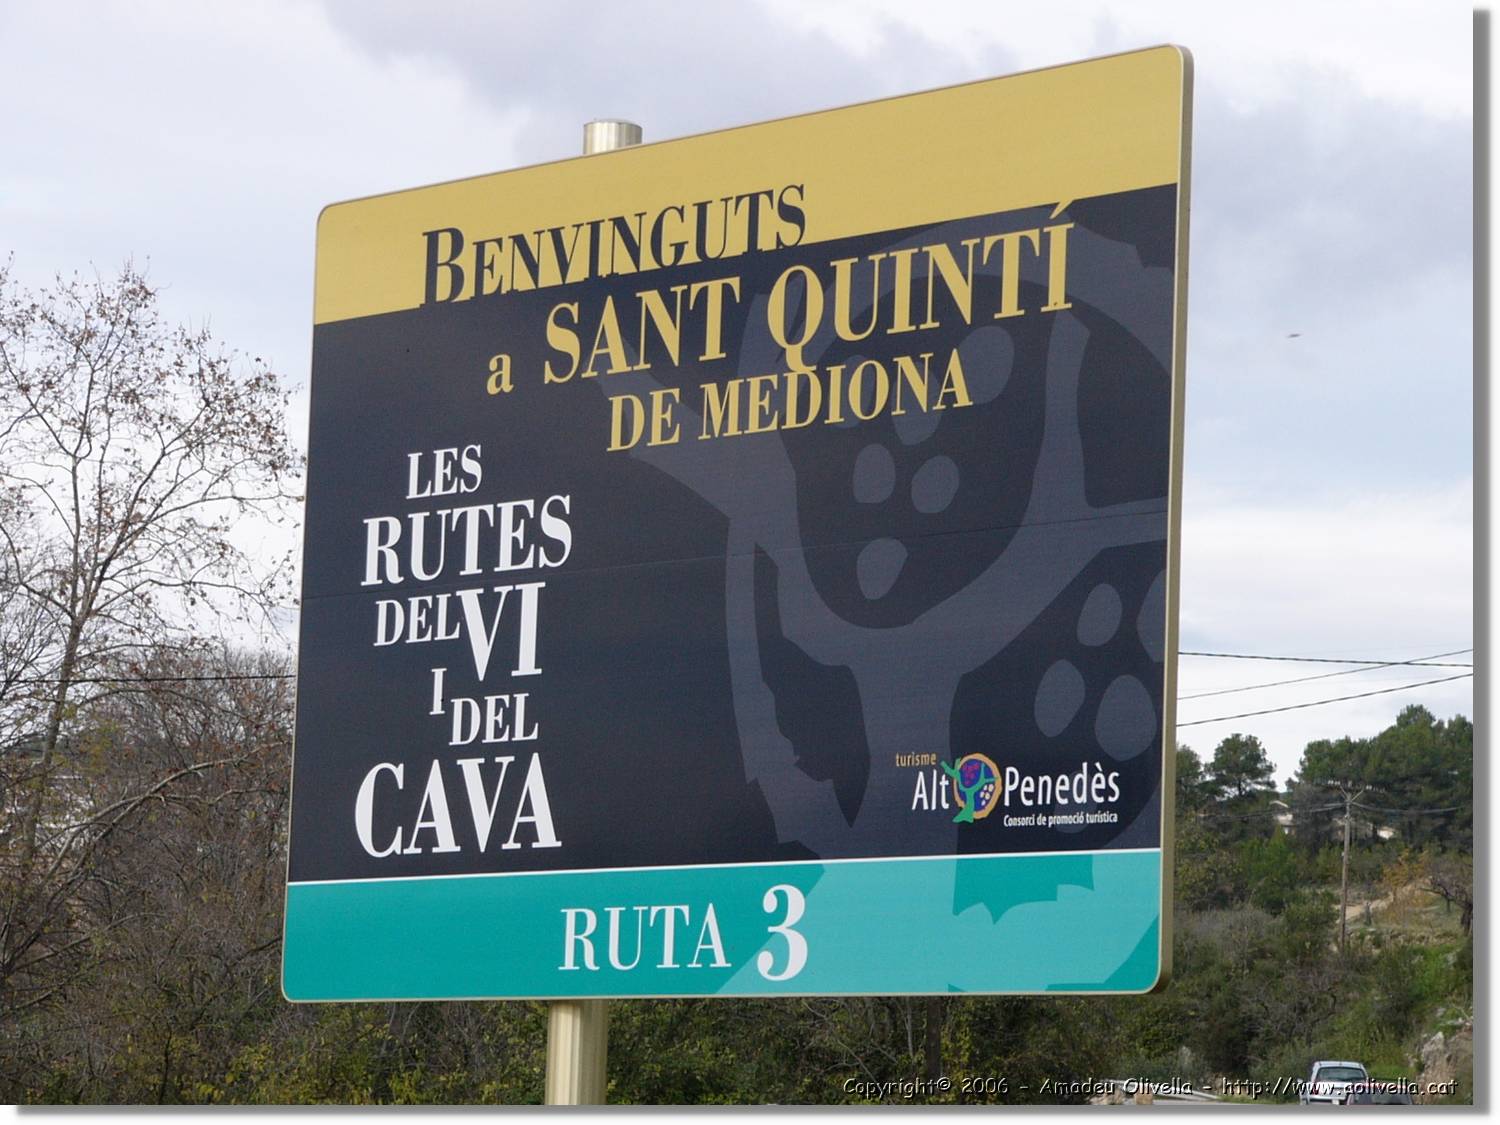 BENVINGUTS
a SANT QUINTÍ
DE MEDIONA
LES
RUTES
DEL VI
I DEL
CAVA
turisme
Alt Penedès
Consorci de promoció turística
RUTA 3
Copyright© 2006 - Amadeu Olivella - http://www.aolivella.cat